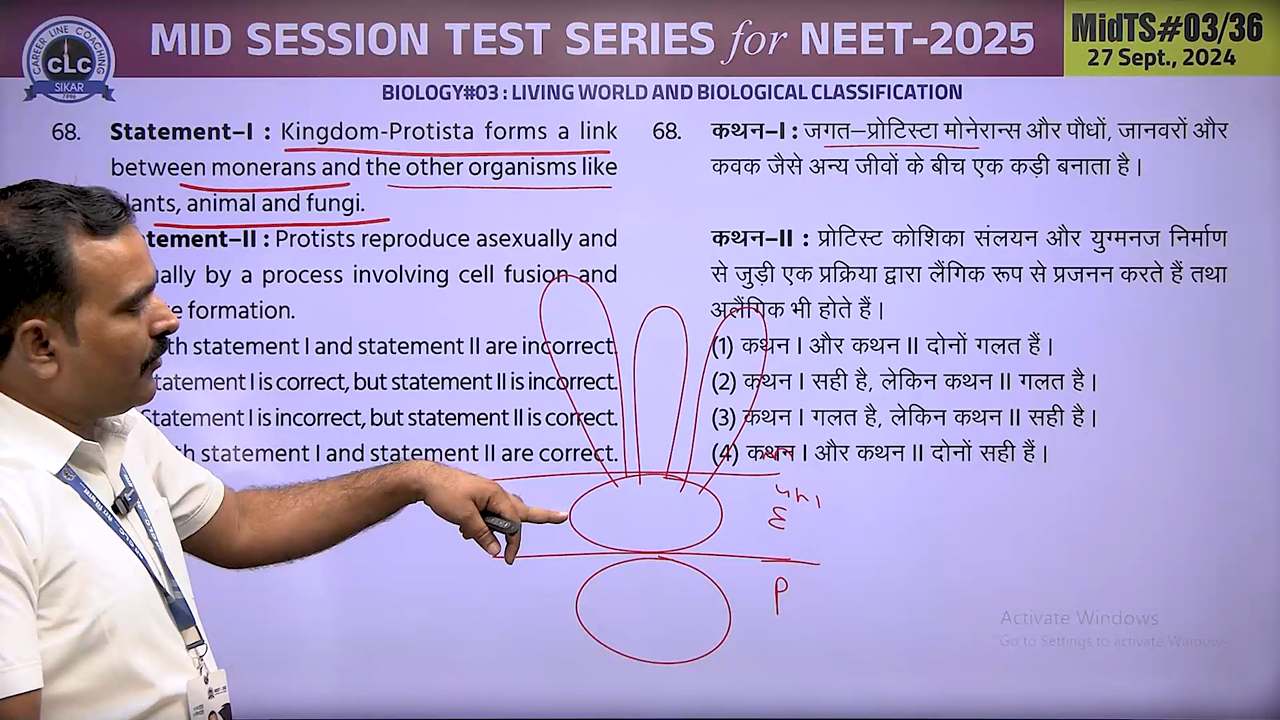 CAREER LINE COACHING
CLC
SIKAR
MID SESSION TEST SERIES for NEET-2025
MidTS#03/36
27 Sept., 2024
BIOLOGY#03 : LIVING WORLD AND BIOLOGICAL CLASSIFICATION
68. Statement–I : Kingdom-Protista forms a link
between monerans and the other organisms like
lants, animal and fungi.
tement–II : Protists reproduce asexually and
ually by a process involving cell fusion and
e formation.
th statement I and statement II are incorrect.
tatement I is correct, but statement II is incorrect.
Statement I is incorrect, but statement II is correct.
th statement I and statement II are correct.
68. कथन–I : जगत–प्रोटिस्टा मोनेरान्स और पौधों, जानवरों और
कवक जैसे अन्य जीवों के बीच एक कड़ी बनाता है।
कथन–II : प्रोटिस्ट कोशिका संलयन और युग्मनज निर्माण
से जुड़ी एक प्रक्रिया द्वारा लैंगिक रूप से प्रजनन करते हैं तथा
अलैंगिक भी होते हैं।
(1) कथन I और कथन II दोनों गलत हैं।
(2) कथन I सही है, लेकिन कथन II गलत है।
(3) कथन I गलत है, लेकिन कथन II सही है।
(4) कथन I और कथन II दोनों सही हैं।
P
Activate Windows
Go to Settings to activate Windows